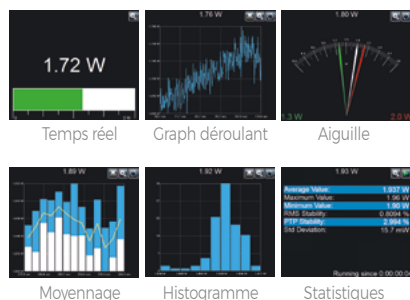 1.76 W
1.80 W
1.72 W
1.3 W
2.0 W
Temps réel
Graph déroulant
Aiguille
1.89 W
1.92 W
1.93 W
Average Value: 1.937 W
Maximum Value: 1.96 W
Minimum Value: 1.90 W
RMS Stability: 0.8094 %
PTP Stability: 2.994 %
Std Deviation: 15.7 mW
Running since 0:00:00:0
Moyennage
Histogramme
Statistiques